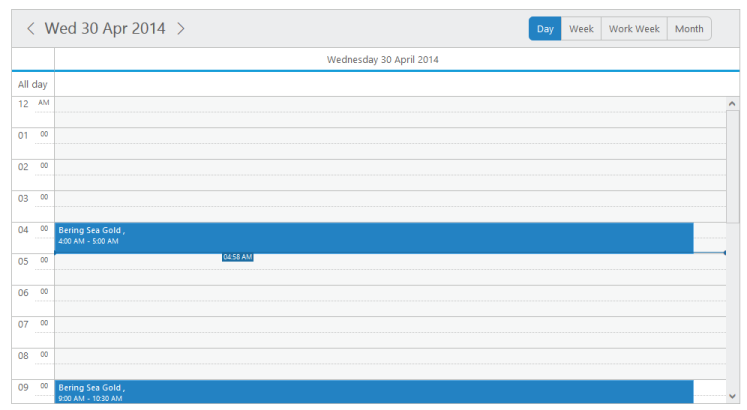 Wed 30 Apr 2014
Day Week Work Week Month
Wednesday 30 April 2014
All day
12 AM
01 00
02 00
03 00
04 00
Bering Sea Gold ,
4:00 AM - 5:00 AM
04:58 AM
05 00
06 00
07 00
08 00
09 00
Bering Sea Gold ,
9:00 AM - 10:30 AM